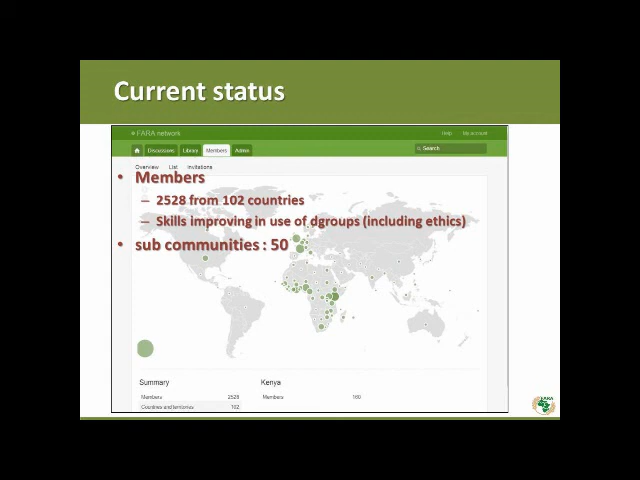 Current status
FARA network
Help My account
Discussions Library Members Admin
Search
Overview List Invitations
• Members
– 2528 from 102 countries
– Skills improving in use of dgroups (including ethics)
• sub communities : 50
Summary Kenya
Members 2528 Members 160
Countries and territories 102
FARA